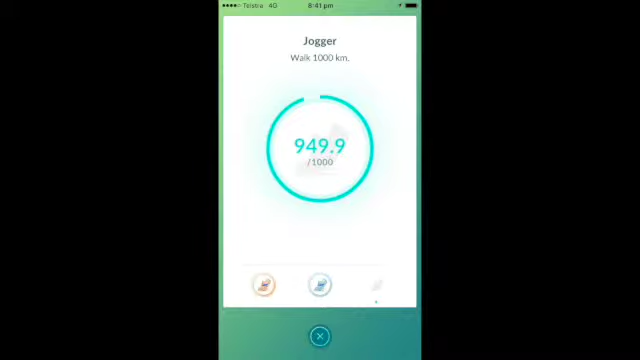 Telstra 4G 8:41 pm
Jogger
Walk 1000 km.
949.9
/1000